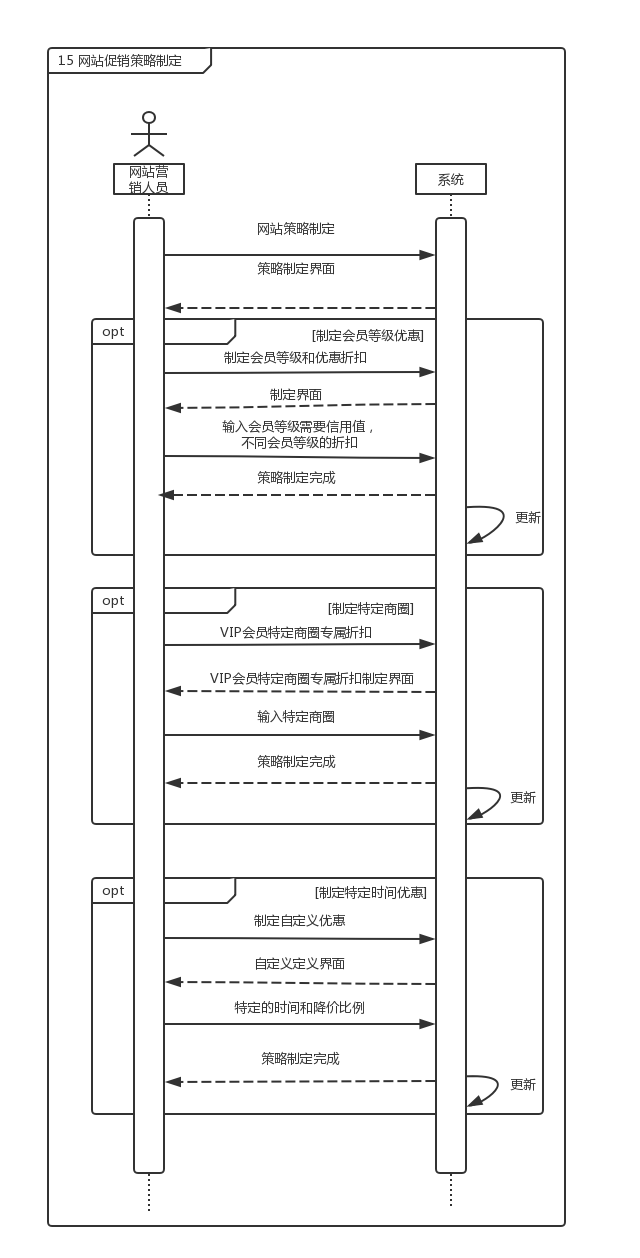 15 网站促销策略制定
网站营
销人员
系统
网站策略制定
策略制定界面
opt
[制定会员等级优惠]
制定会员等级和优惠折扣
制定界面
输入会员等级需要信用值，
不同会员等级的折扣
策略制定完成
更新
opt
[制定特定商圈]
VIP会员特定商圈专属折扣
VIP会员特定商圈专属折扣制定界面
输入特定商圈
策略制定完成
更新
opt
[制定特定时间优惠]
制定自定义优惠
自定义定义界面
特定的时间和降价比例
策略制定完成
更新